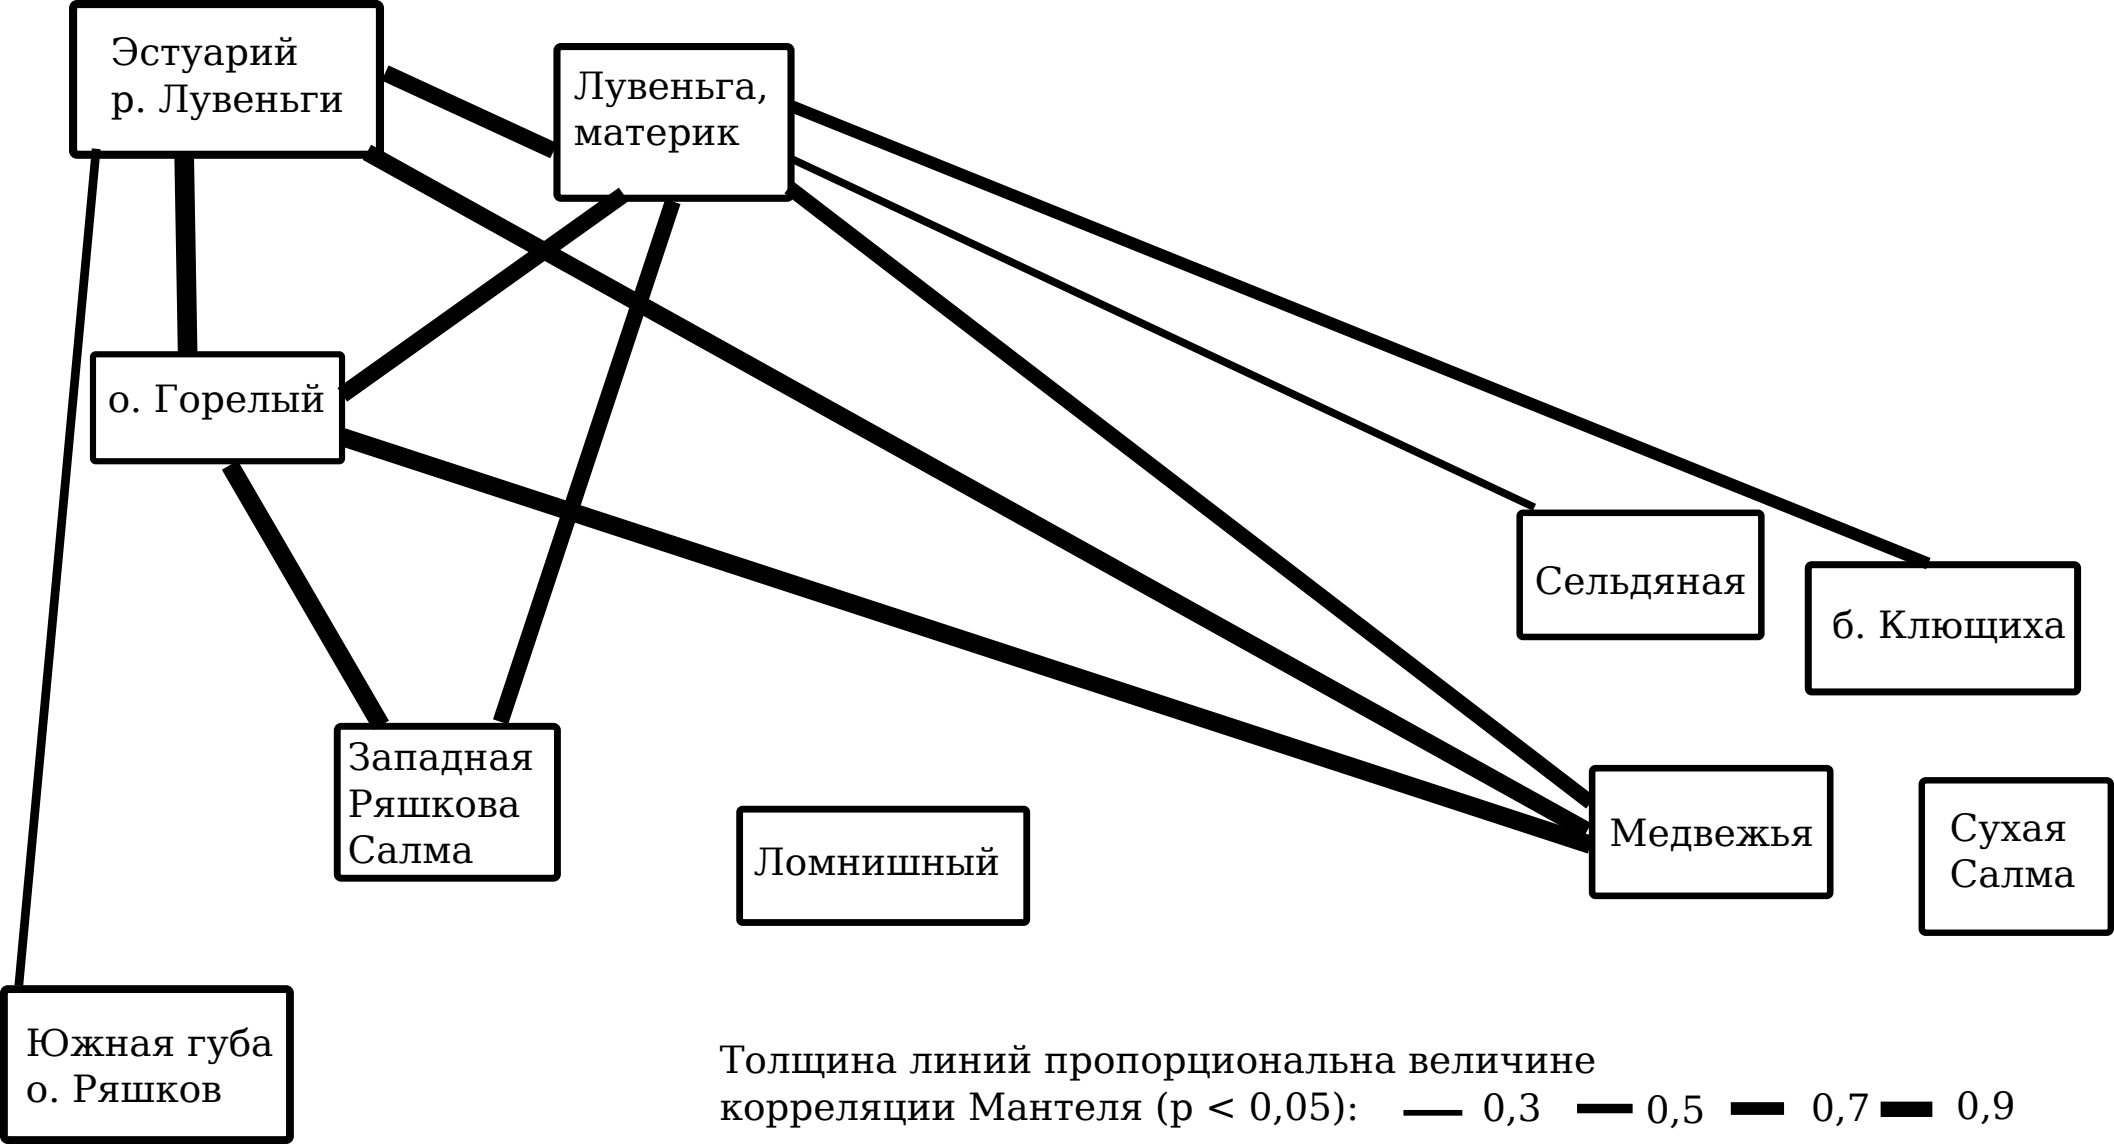 Эстуарий
р. Лувеньги
Лувеньга,
материк
о. Горелый
Сельдяная
б. Клющиха
Западная
Ряшкова
Салма
Ломнишный
Медвежья
Сухая
Салма
Южная губа
о. Ряшков
Толщина линий пропорциональна величине
корреляции Мантеля (p < 0,05): 0,3 0,5 0,7 0,9